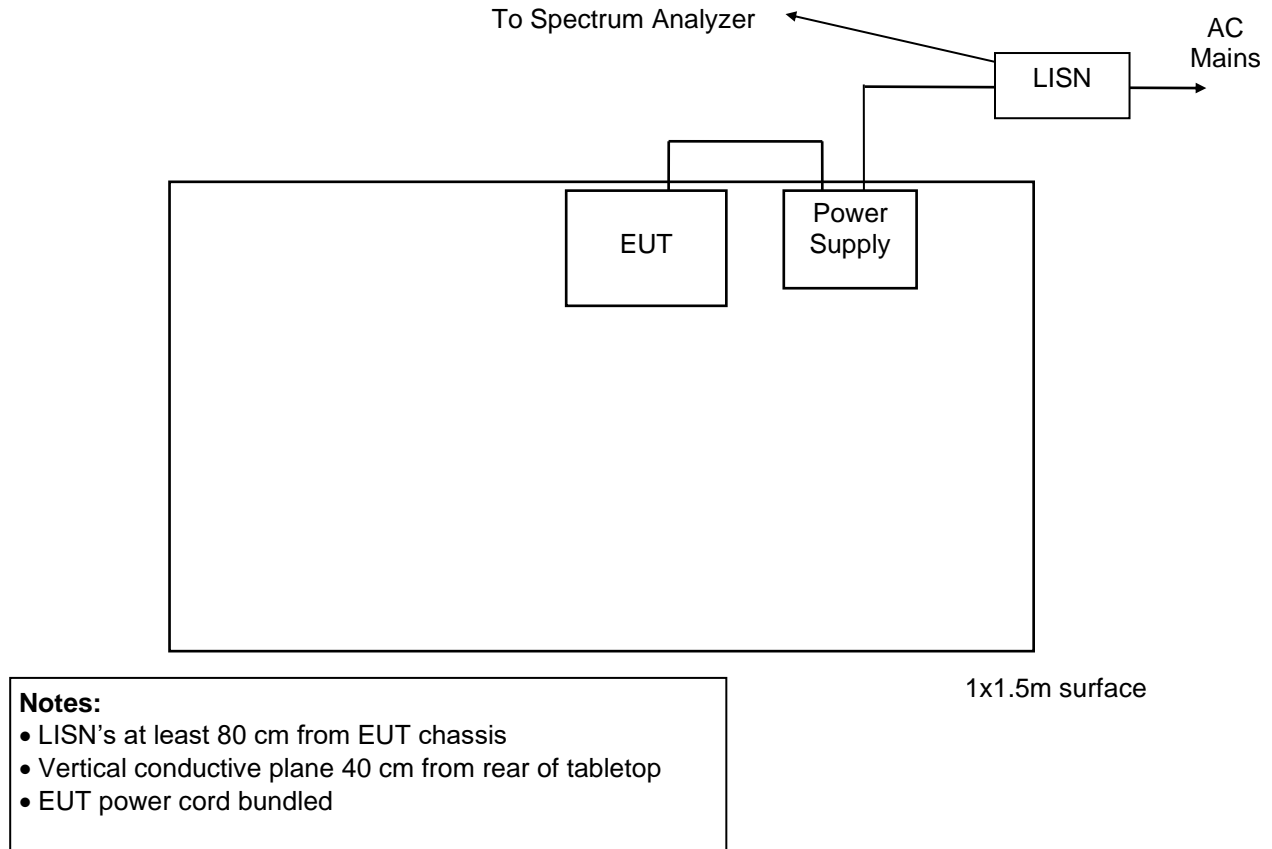 To Spectrum Analyzer
AC
Mains
LISN
EUT
Power
Supply
1x1.5m surface
Notes:
• LISN’s at least 80 cm from EUT chassis
• Vertical conductive plane 40 cm from rear of tabletop
• EUT power cord bundled